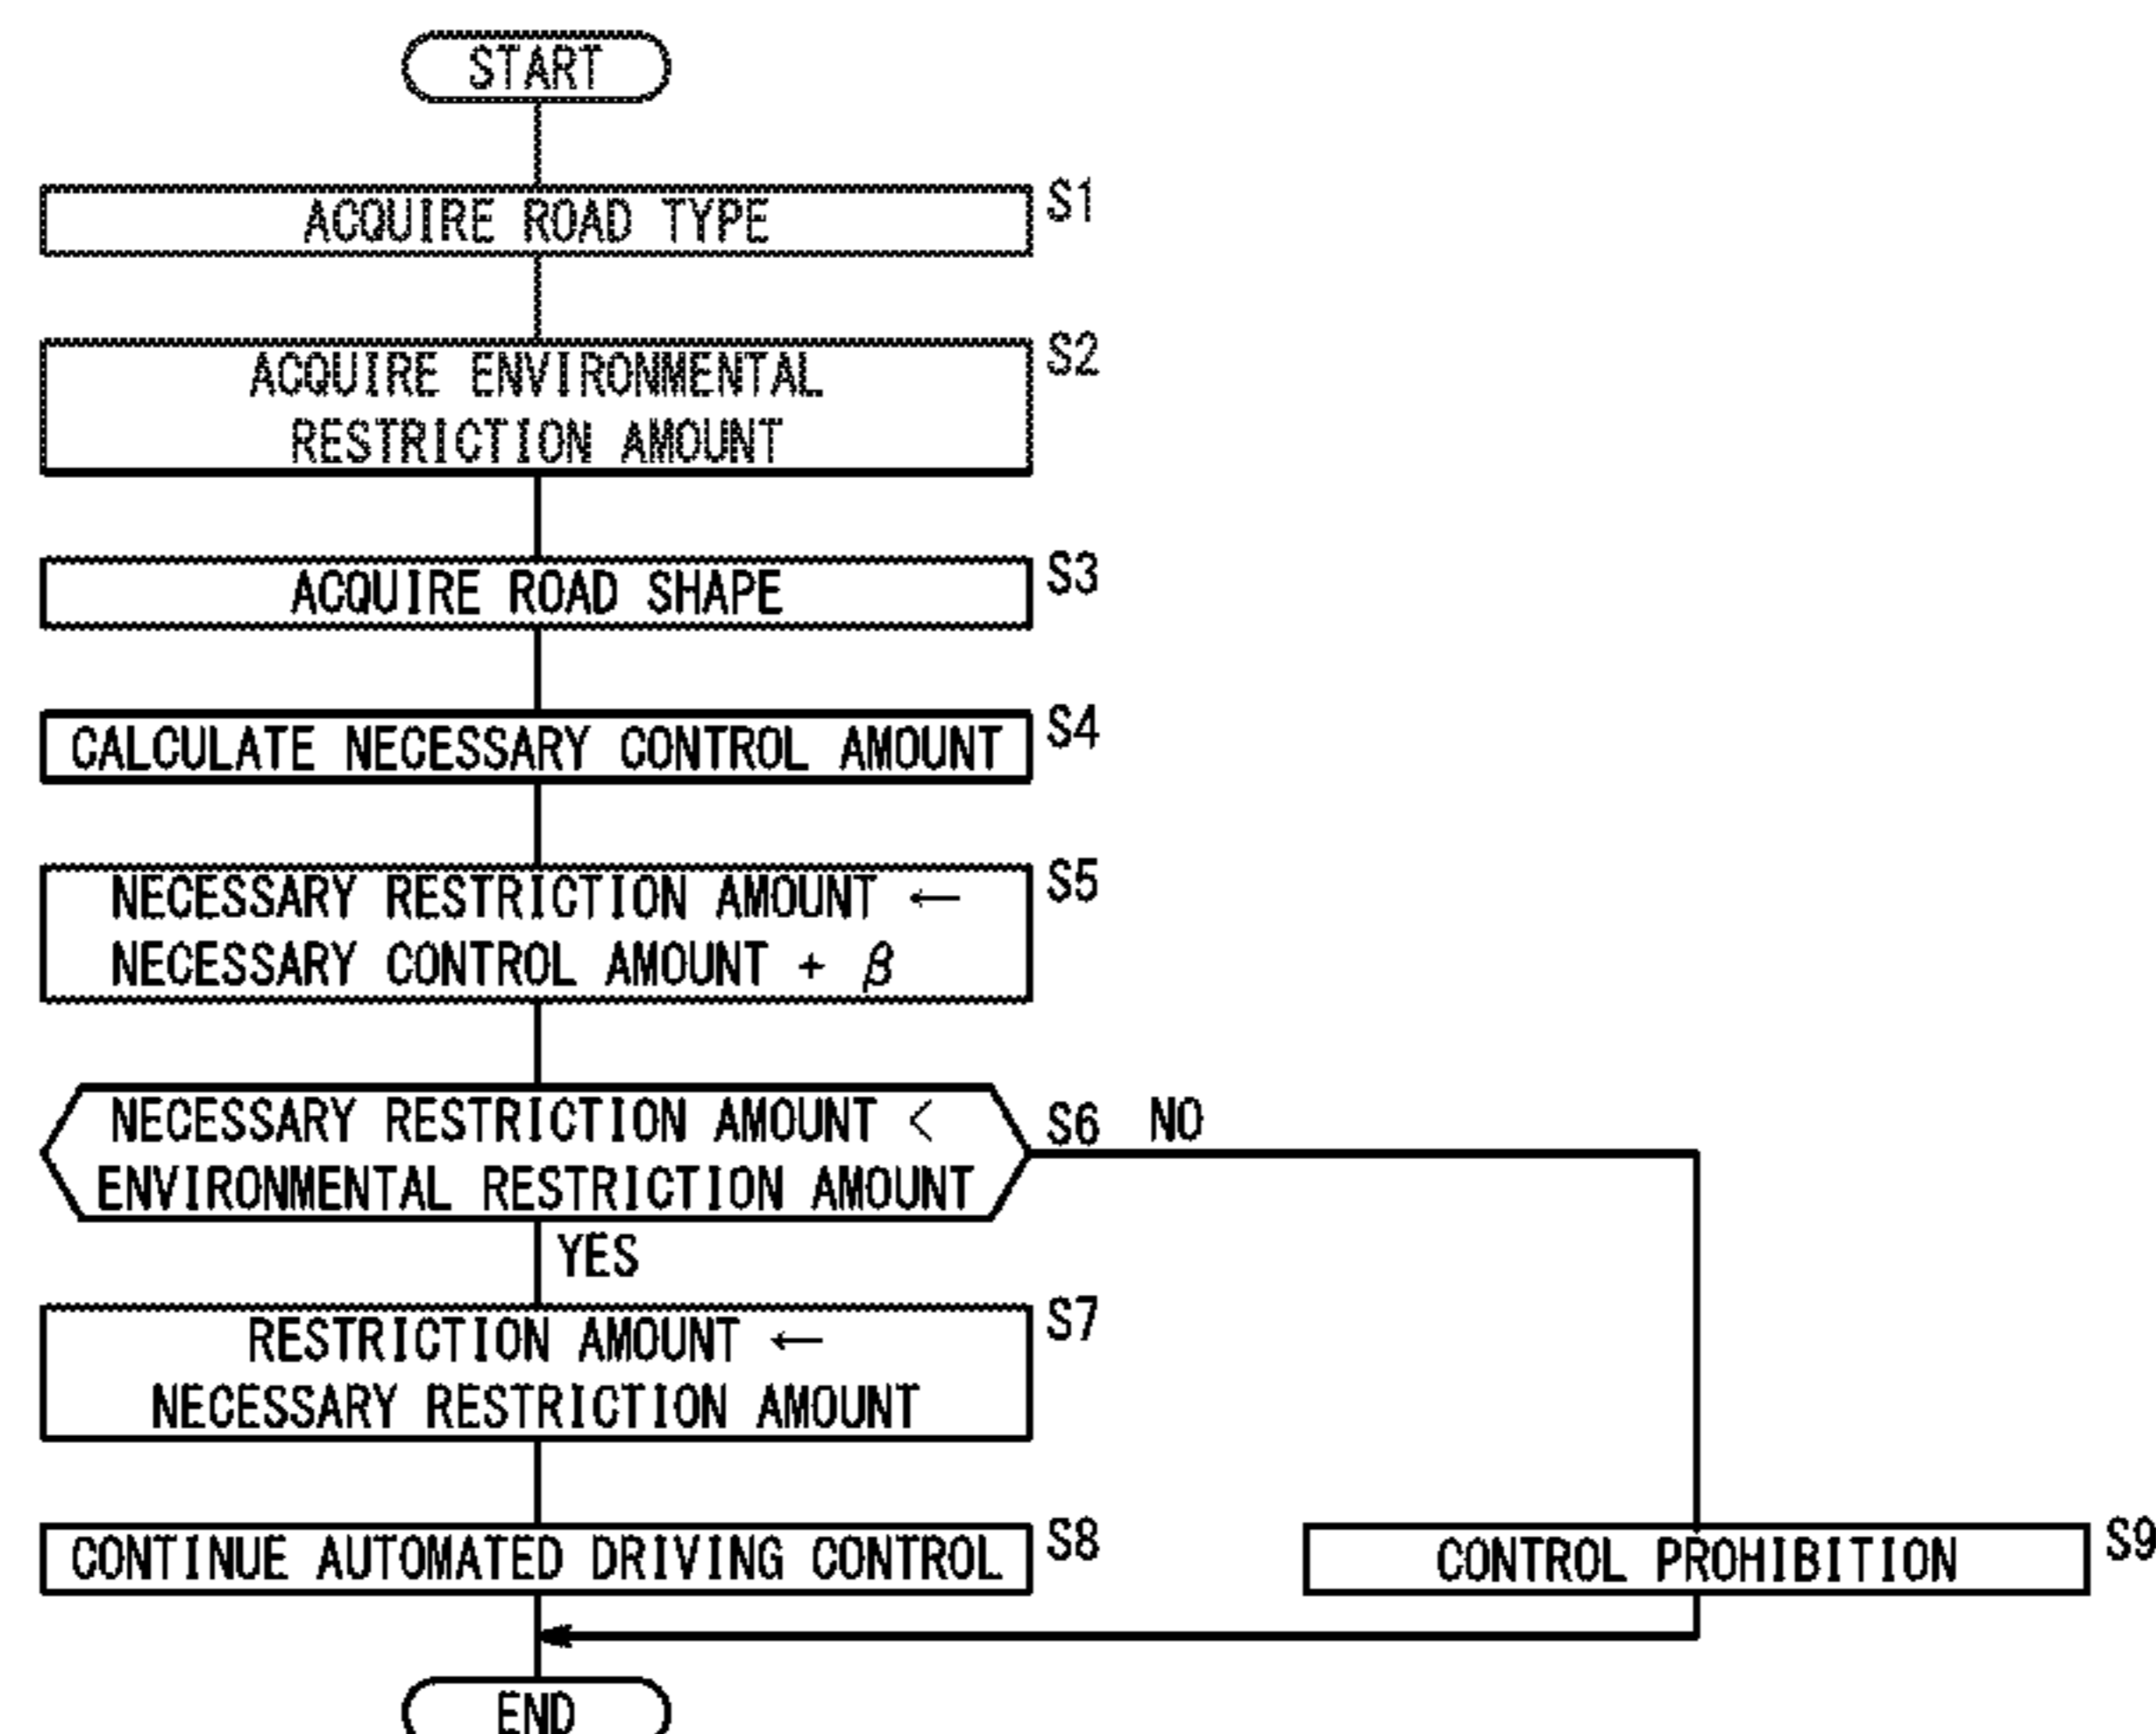 START
ACQUIRE ROAD TYPE
S1
ACQUIRE ENVIRONMENTAL
RESTRICTION AMOUNT
S2
ACQUIRE ROAD SHAPE
S3
CALCULATE NECESSARY CONTROL AMOUNT
S4
NECESSARY RESTRICTION AMOUNT ←
NECESSARY CONTROL AMOUNT + β
S5
NECESSARY RESTRICTION AMOUNT <
ENVIRONMENTAL RESTRICTION AMOUNT
S6
NO
YES
RESTRICTION AMOUNT ←
NECESSARY RESTRICTION AMOUNT
S7
CONTINUE AUTOMATED DRIVING CONTROL
S8
CONTROL PROHIBITION
S9
END